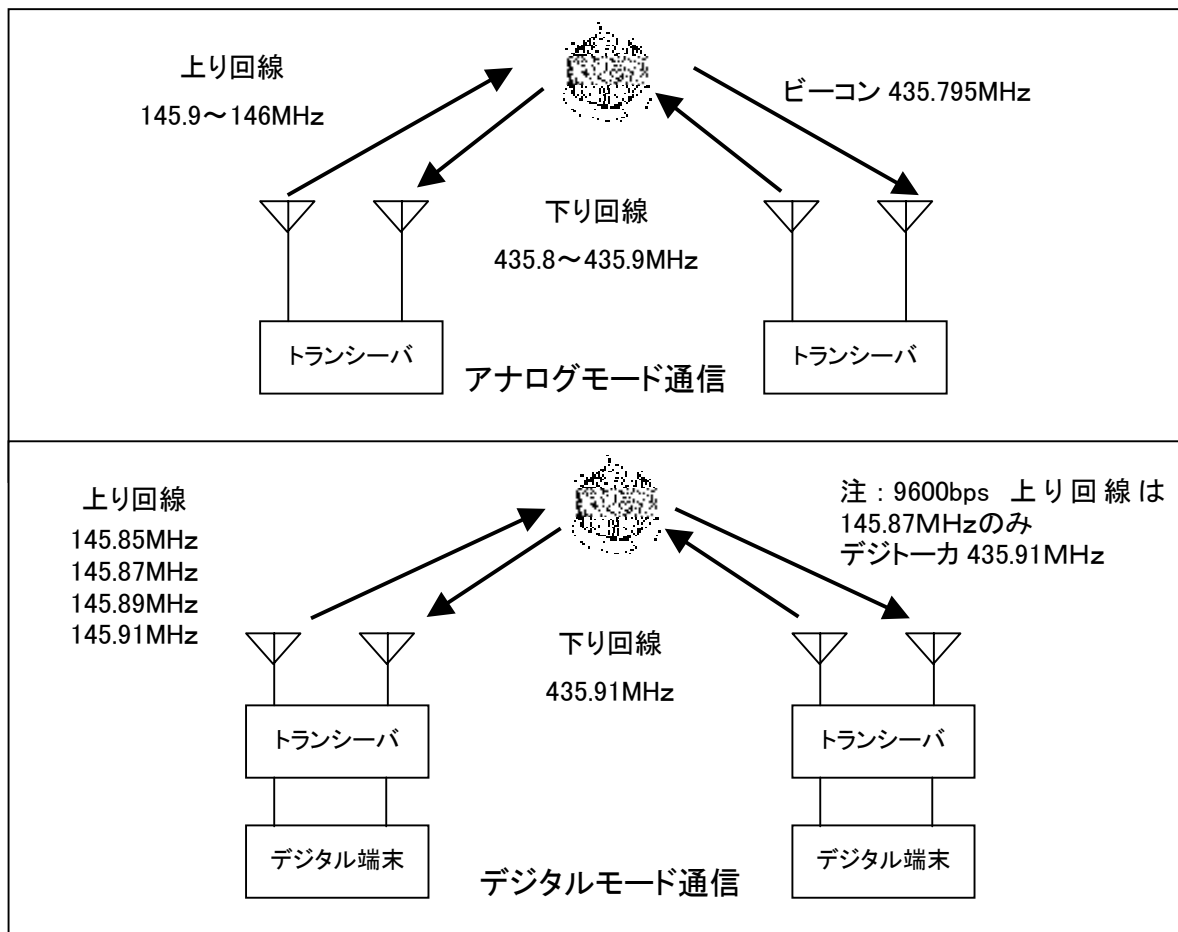 上り回線
145.9～146MHz
ビーコン 435.795MHz
下り回線
435.8～435.9MHz
トランシーバ
トランシーバ
アナログモード通信
上り回線
145.85MHz
145.87MHz
145.89MHz
145.91MHz
注：9600bps 上り回線は
145.87MHzのみ
デジトーカ 435.91MHz
下り回線
435.91MHz
トランシーバ
トランシーバ
デジタル端末
デジタル端末
デジタルモード通信